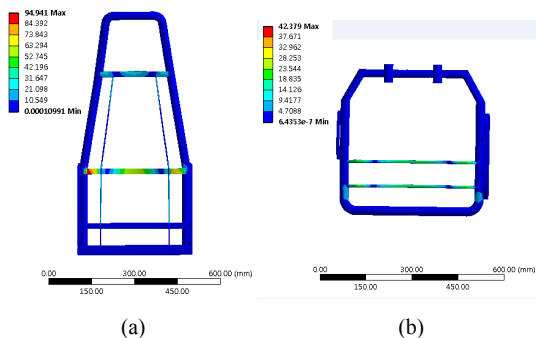 94.941 Max
84.392
73.843
63.294
52.745
42.196
31.647
21.098
10.549
0.00010991 Min
0.00 300.00 600.00 (mm)
150.00 450.00
(a)
42.379 Max
37.671
32.962
28.253
23.544
18.835
14.126
9.4177
4.7088
6.4353e-7 Min
0.00 300.00 600.00 (mm)
150.00 450.00
(b)